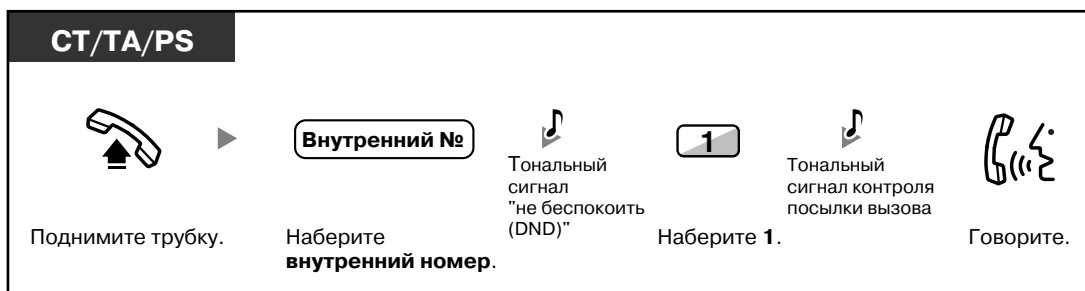 CT/TA/PS
Внутренний №
1
Тональный
сигнал
"не беспокоить
(DND)"
Тональный
сигнал контроля
посылки вызова
Поднимите трубку.
Наберите
внутренний номер.
Наберите 1.
Говорите.